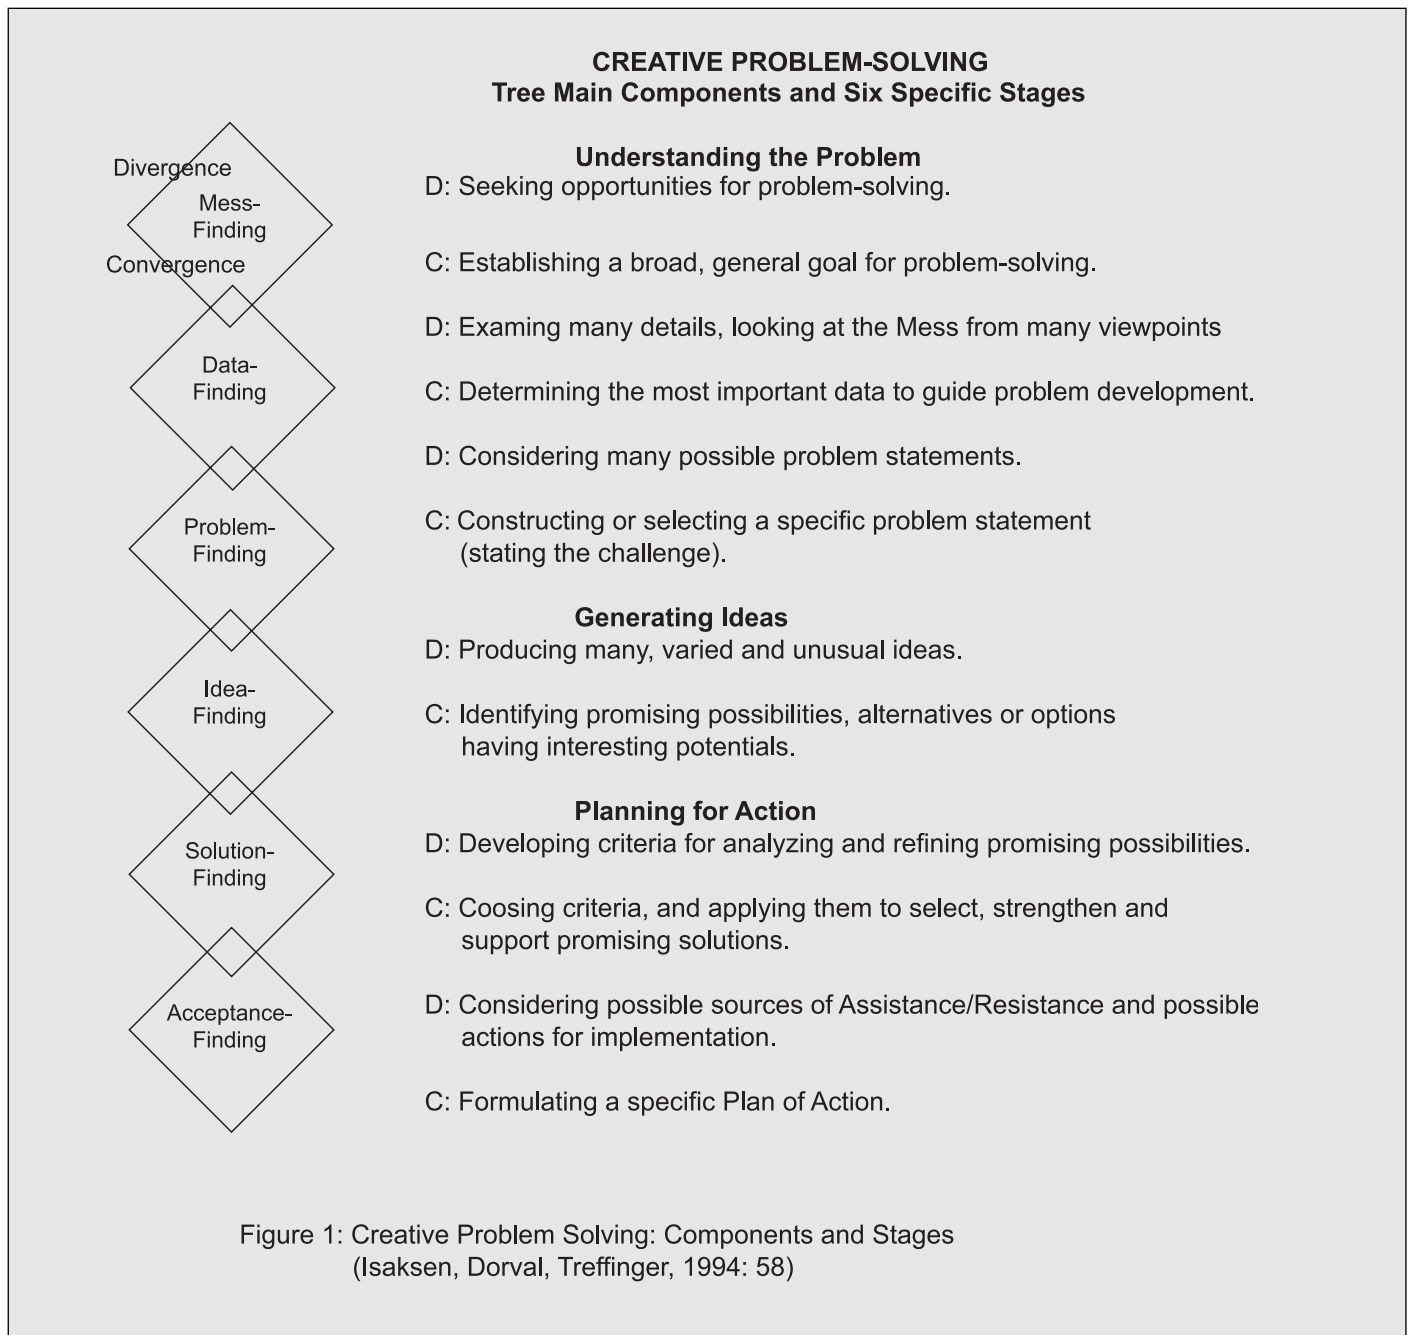 CREATIVE PROBLEM-SOLVING
Tree Main Components and Six Specific Stages
Divergence
Mess-
Finding
Convergence
Understanding the Problem
D: Seeking opportunities for problem-solving.
C: Establishing a broad, general goal for problem-solving.
Data-
Finding
D: Examing many details, looking at the Mess from many viewpoints
C: Determining the most important data to guide problem development.
Problem-
Finding
D: Considering many possible problem statements.
C: Constructing or selecting a specific problem statement
(stating the challenge).
Idea-
Finding
Generating Ideas
D: Producing many, varied and unusual ideas.
C: Identifying promising possibilities, alternatives or options
having interesting potentials.
Solution-
Finding
Planning for Action
D: Developing criteria for analyzing and refining promising possibilities.
C: Coosing criteria, and applying them to select, strengthen and
support promising solutions.
Acceptance-
Finding
D: Considering possible sources of Assistance/Resistance and possible
actions for implementation.
C: Formulating a specific Plan of Action.
Figure 1: Creative Problem Solving: Components and Stages
(Isaksen, Dorval, Treffinger, 1994: 58)